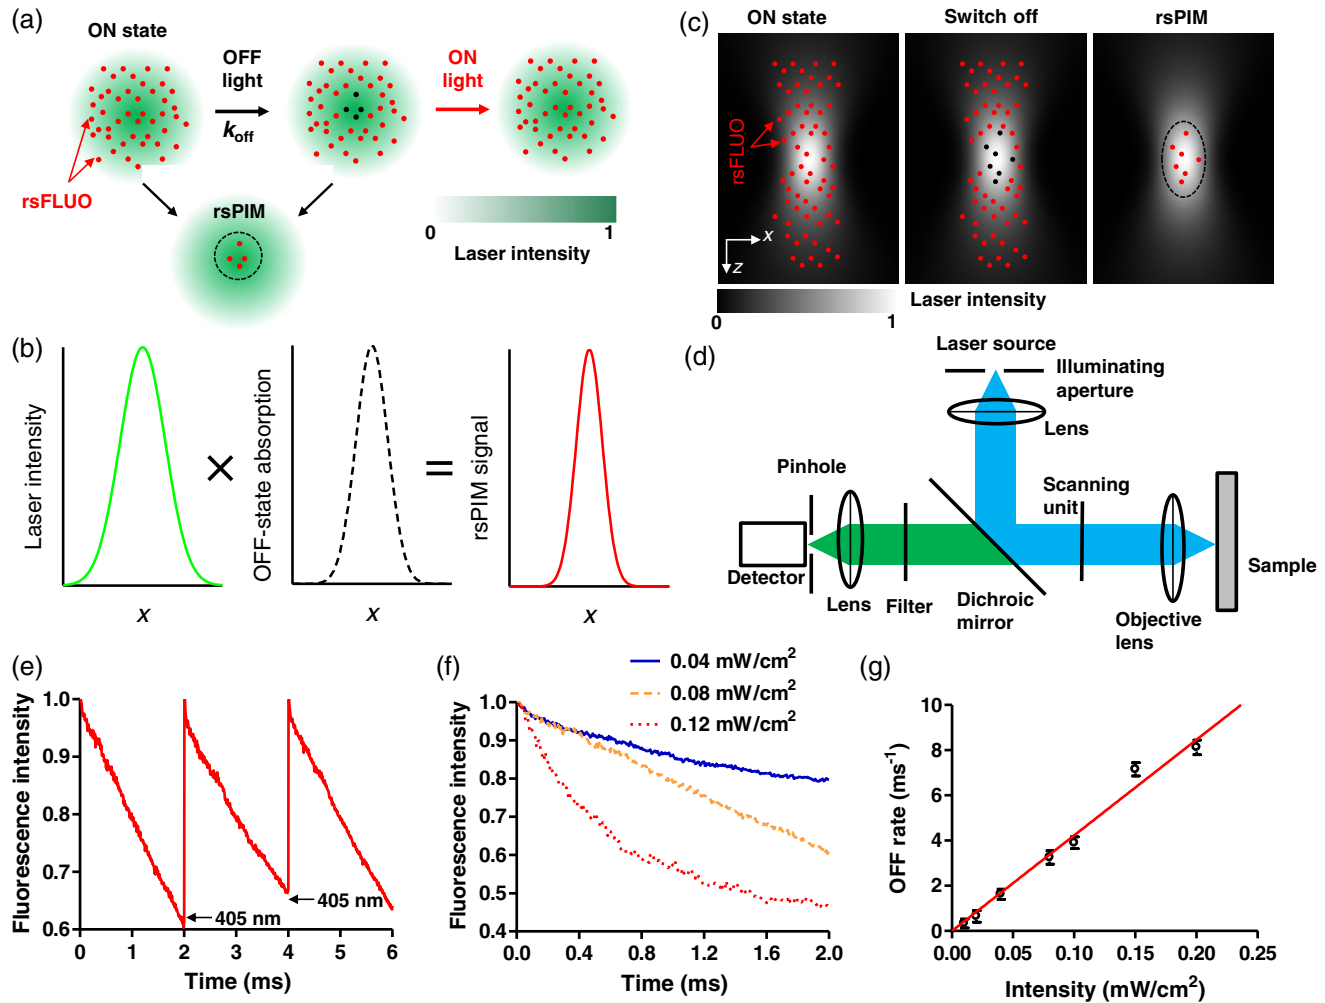 (a)
ON state
OFF
light
k_off
ON
light
rsFLUO
rsPIM
0
1
Laser intensity
(b)
Laser intensity
x
×
OFF-state absorption
x
=
rsPIM signal
x
(c)
ON state
Switch off
rsPIM
rsFLUO
x
z
0
1
Laser intensity
(d)
Laser source
Illuminating
aperture
Lens
Pinhole
Scanning
unit
Detector
Lens
Filter
Dichroic
mirror
Objective
lens
Sample
(e)
Fluorescence intensity
1.0
0.9
0.8
0.7
0.6
405 nm
405 nm
0 1 2 3 4 5 6
Time (ms)
(f)
0.04 mW/cm²
0.08 mW/cm²
0.12 mW/cm²
Fluorescence intensity
1.0
0.9
0.8
0.7
0.6
0.5
0.4
0.0 0.4 0.8 1.2 1.6 2.0
Time (ms)
(g)
OFF rate (ms⁻¹)
10
8
6
4
2
0
0.00 0.05 0.10 0.15 0.20 0.25
Intensity (mW/cm²)